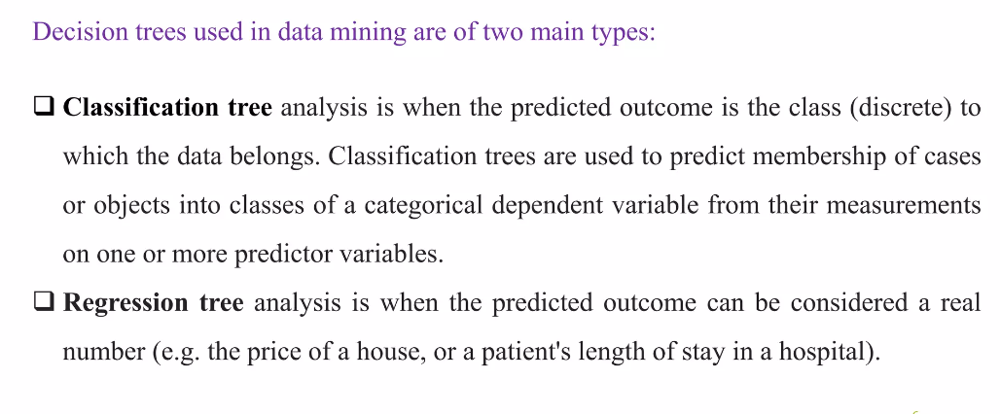 Decision trees used in data mining are of two main types:
❑ Classification tree analysis is when the predicted outcome is the class (discrete) to
which the data belongs. Classification trees are used to predict membership of cases
or objects into classes of a categorical dependent variable from their measurements
on one or more predictor variables.
❑ Regression tree analysis is when the predicted outcome can be considered a real
number (e.g. the price of a house, or a patient's length of stay in a hospital).